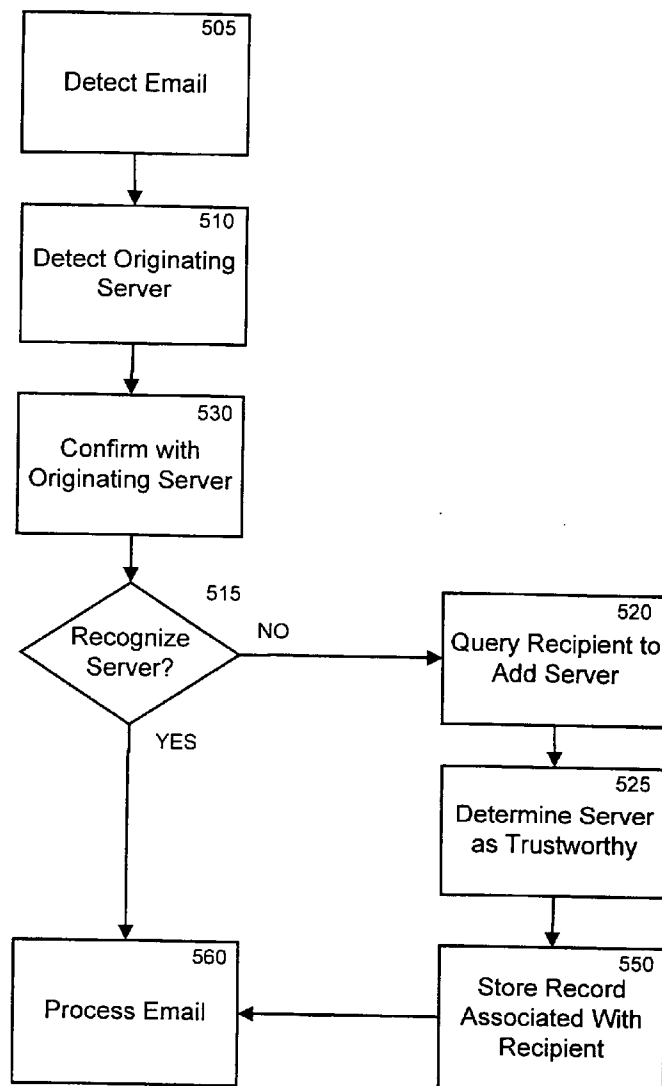 505
Detect Email
510
Detect Originating
Server
530
Confirm with
Originating Server
515
Recognize
Server?
NO
YES
520
Query Recipient to
Add Server
525
Determine Server
as Trustworthy
550
Store Record
Associated With
Recipient
560
Process Email